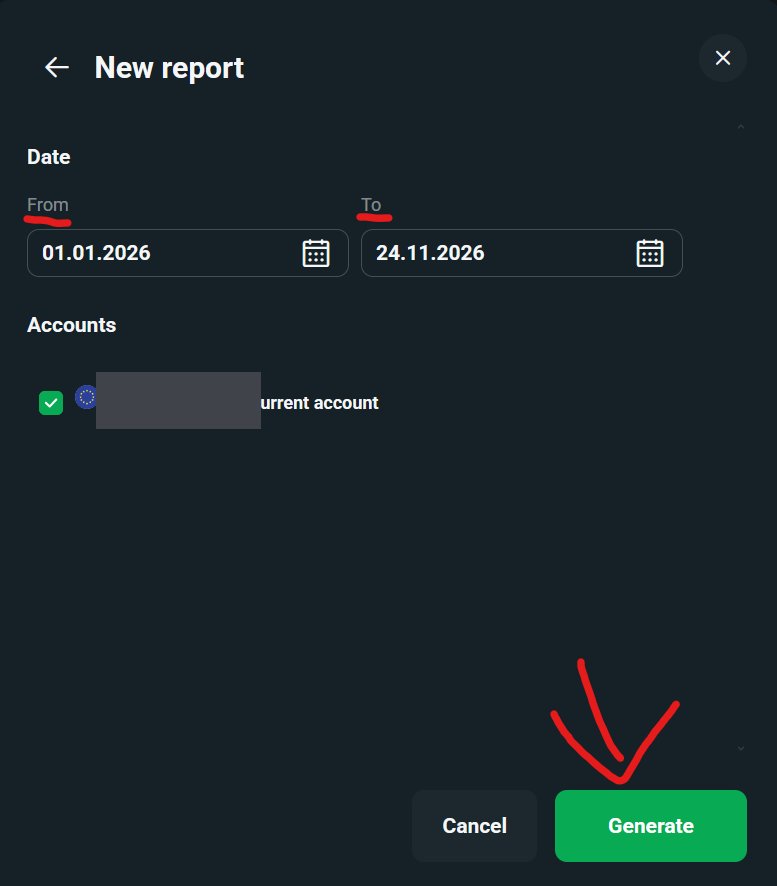 New report
Date
From To
01.01.2026 24.11.2026
Accounts
urrent account
Cancel Generate